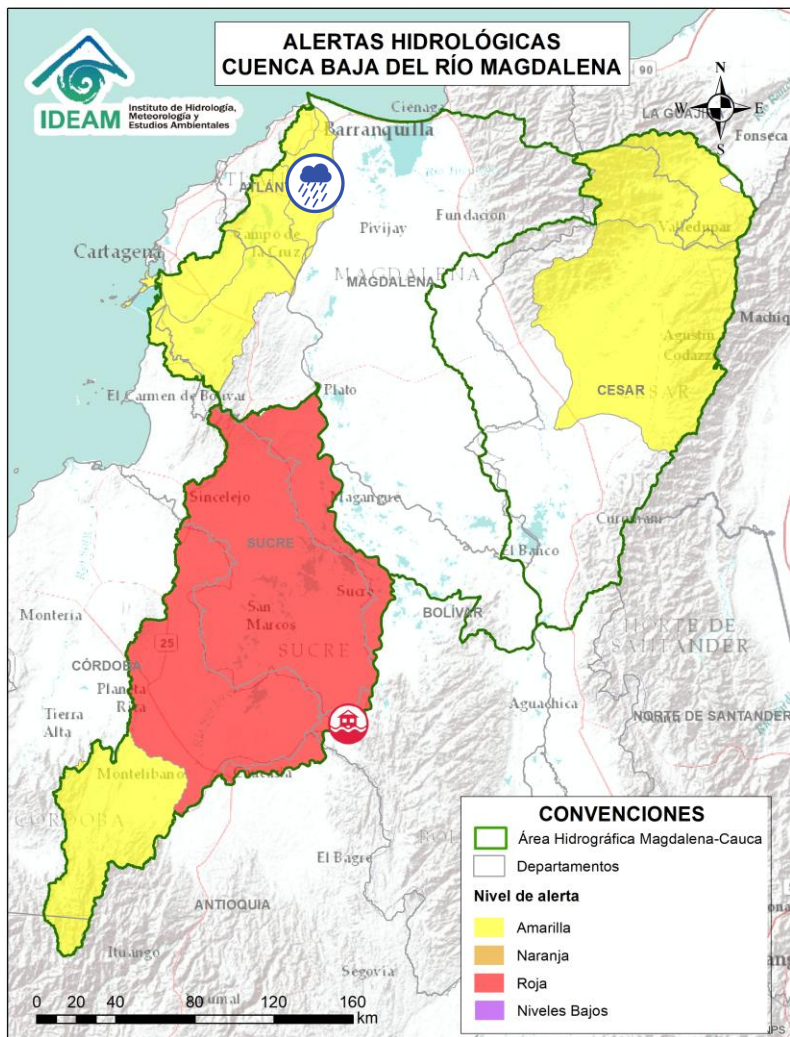 ALERTAS HIDROLÓGICAS
CUENCA BAJA DEL RÍO MAGDALENA
IDEAM
Instituto de Hidrología,
Meteorología y
Estudios Ambientales
N
W
E
S
90
Ciénaga
LA GUAJIRA
Barranquilla
Fonseca
Pivijay
Fundación
Valledupar
Campo de
la Cruz
Cartagena
MAGDALENA
MAGDALENA
Machiq
Agustín
Codazzi
CESAR
El Carmen de Bolívar
Plato
Sincelejo
Magangue
SUCRE
Curumaní
El Banco
Sucre
San
Marcos
BOLÍVAR
Montería
NORTE DE
SANTANDER
SUCRE
CÓRDOBA
25
Planeta
Rica
Aguachica
Tierra
Alta
NORTE DE SANTANDER
Montelibano
CÓRDOBA
El Bagre
ANTIOQUIA
Ituango
Segovia
CONVENCIONES
Área Hidrográfica Magdalena-Cauca
Departamentos
Nivel de alerta
Amarilla
Naranja
Roja
Niveles Bajos
0 20 40 80 120 160
km